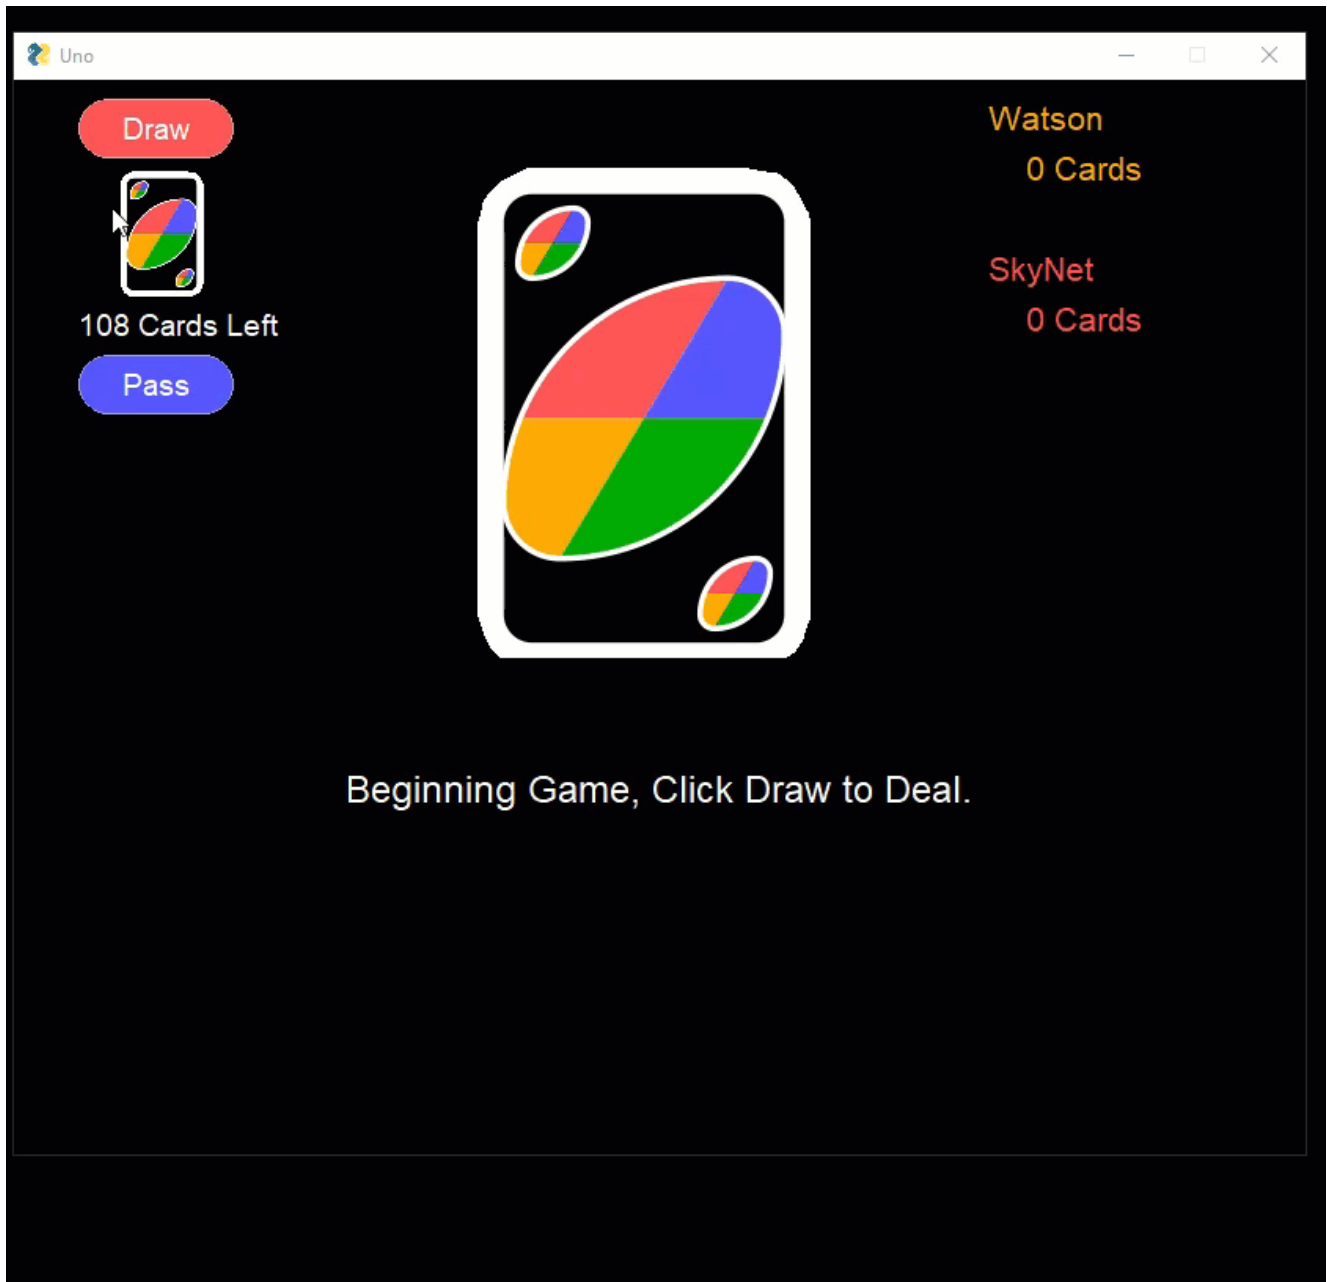 Uno
Draw
108 Cards Left
Pass
Watson
0 Cards
SkyNet
0 Cards
Beginning Game, Click Draw to Deal.